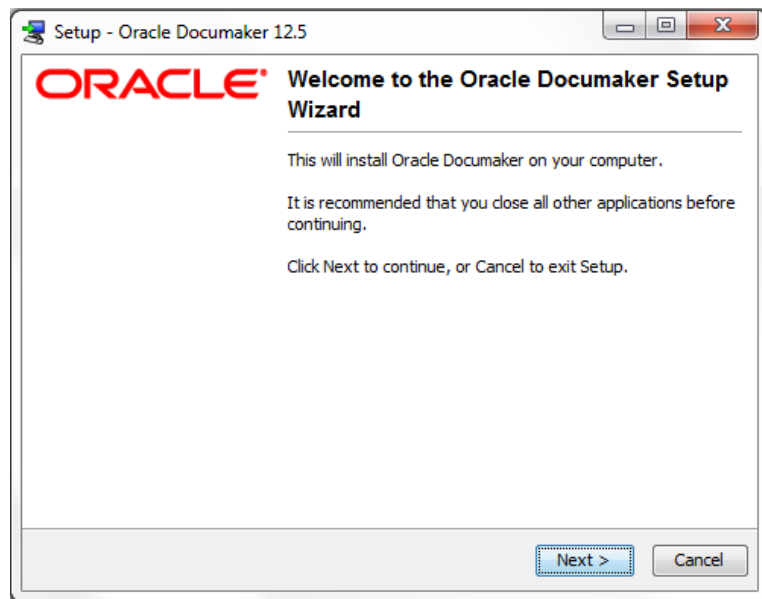 Setup - Oracle Documaker 12.5
ORACLE®
Welcome to the Oracle Documaker Setup
Wizard
This will install Oracle Documaker on your computer.
It is recommended that you close all other applications before
continuing.
Click Next to continue, or Cancel to exit Setup.
Next >
Cancel